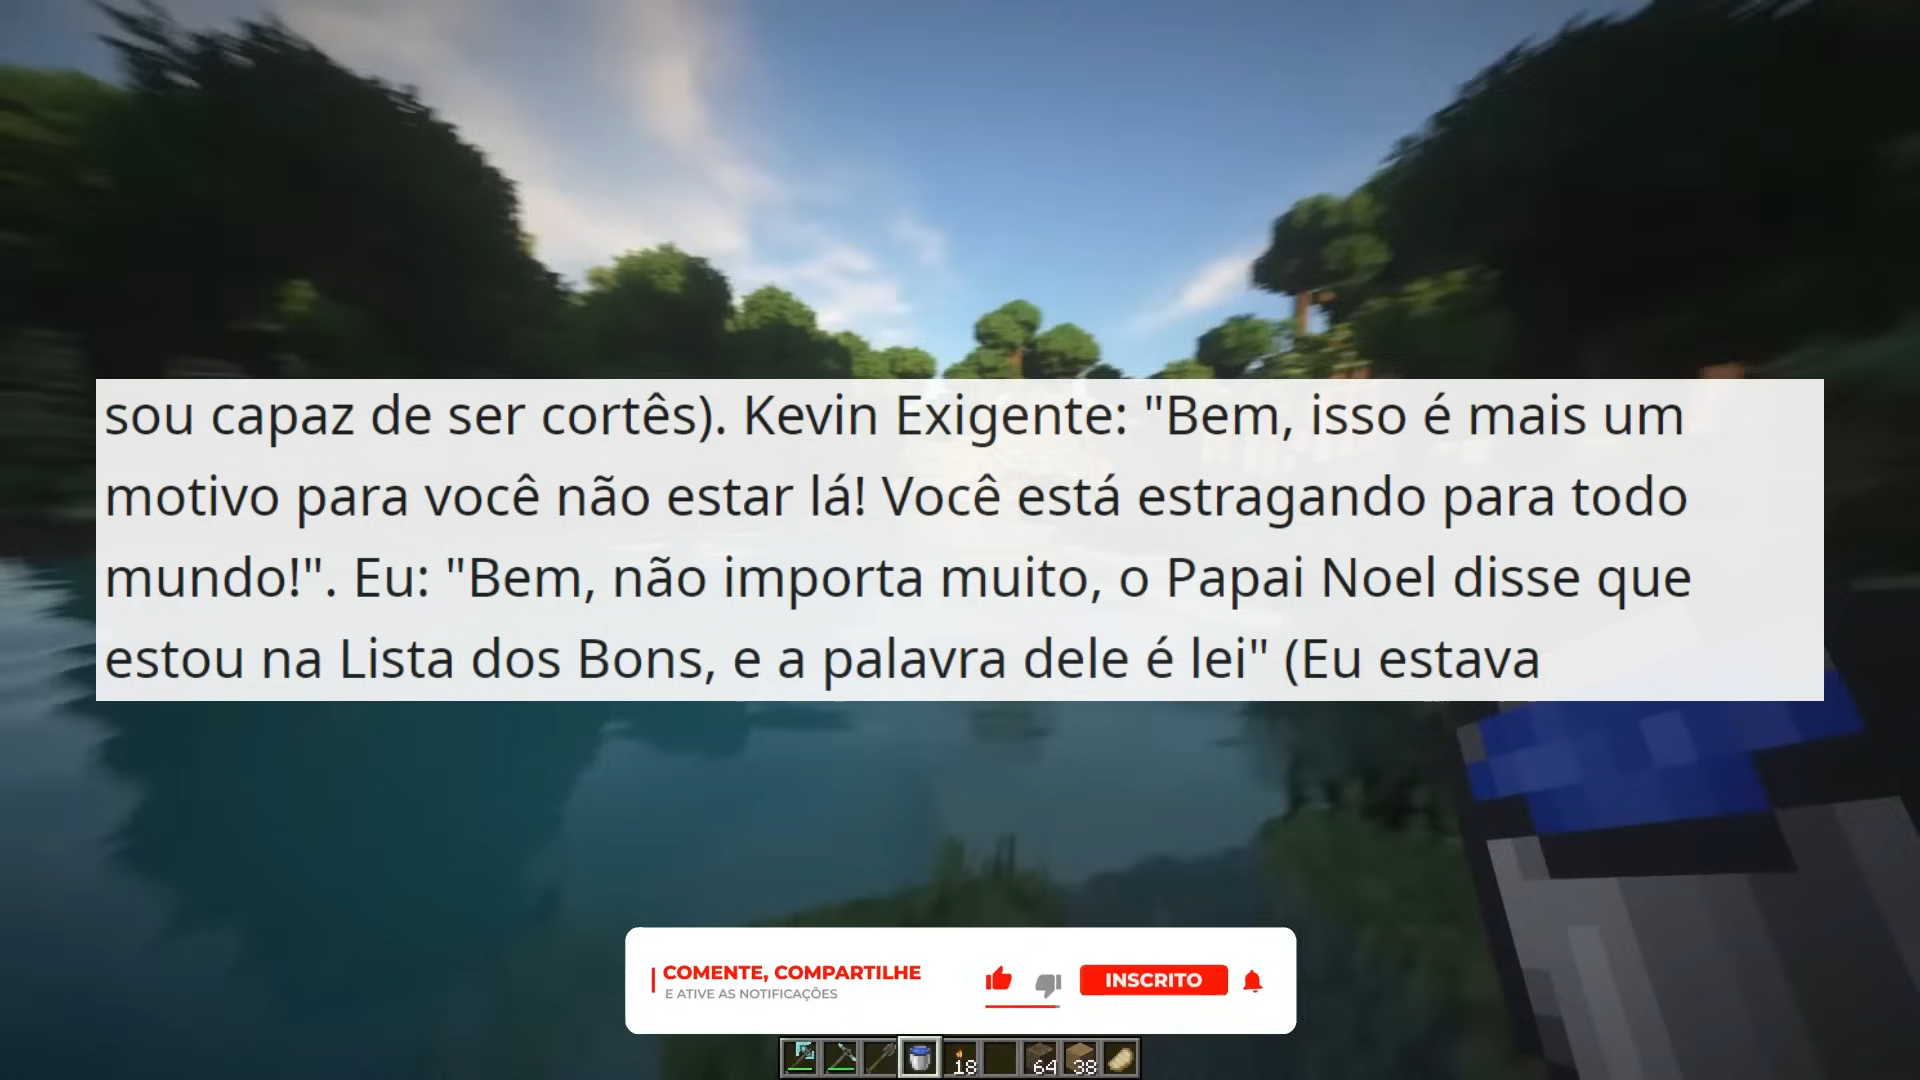 sou capaz de ser cortês). Kevin Exigente: "Bem, isso é mais um
motivo para você não estar lá! Você está estragando para todo
mundo!". Eu: "Bem, não importa muito, o Papai Noel disse que
estou na Lista dos Bons, e a palavra dele é lei" (Eu estava
COMENTE, COMPARTILHE
E ATIVE AS NOTIFICAÇÕES
INSCRITO
18 64 38